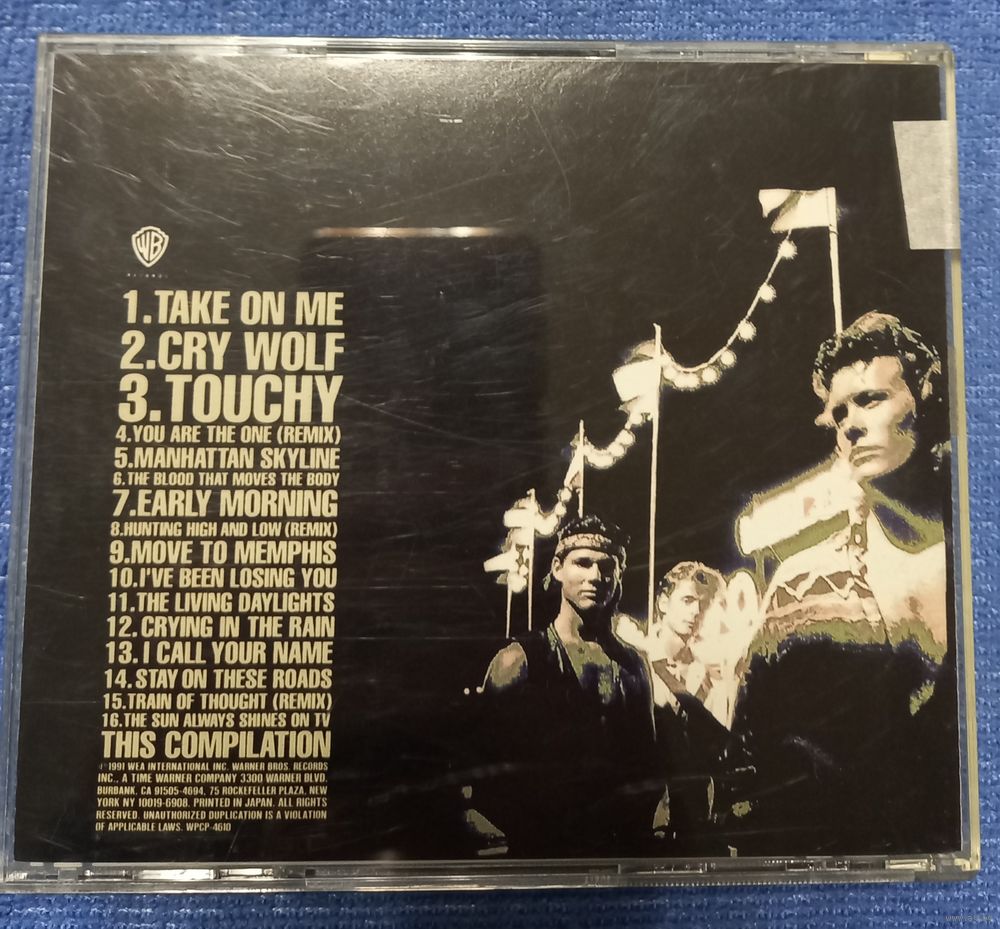 WB
RECORDS
1.TAKE ON ME
2.CRY WOLF
3.TOUCHY
4.YOU ARE THE ONE (REMIX)
5.MANHATTAN SKYLINE
6.THE BLOOD THAT MOVES THE BODY
7.EARLY MORNING
8.HUNTING HIGH AND LOW (REMIX)
9.MOVE TO MEMPHIS
10.I'VE BEEN LOSING YOU
11.THE LIVING DAYLIGHTS
12.CRYING IN THE RAIN
13.I CALL YOUR NAME
14.STAY ON THESE ROADS
15.TRAIN OF THOUGHT (REMIX)
16.THE SUN ALWAYS SHINES ON TV
THIS COMPILATION
℗ 1991 WEA INTERNATIONAL INC. WARNER BROS. RECORDS
INC., A TIME WARNER COMPANY 3300 WARNER BLVD.
BURBANK. CA 91505-4694. 75 ROCKEFELLER PLAZA. NEW
YORK NY 10019-6908. PRINTED IN JAPAN. ALL RIGHTS
RESERVED. UNAUTHORIZED DUPLICATION IS A VIOLATION
OF APPLICABLE LAWS. WPCP-4610